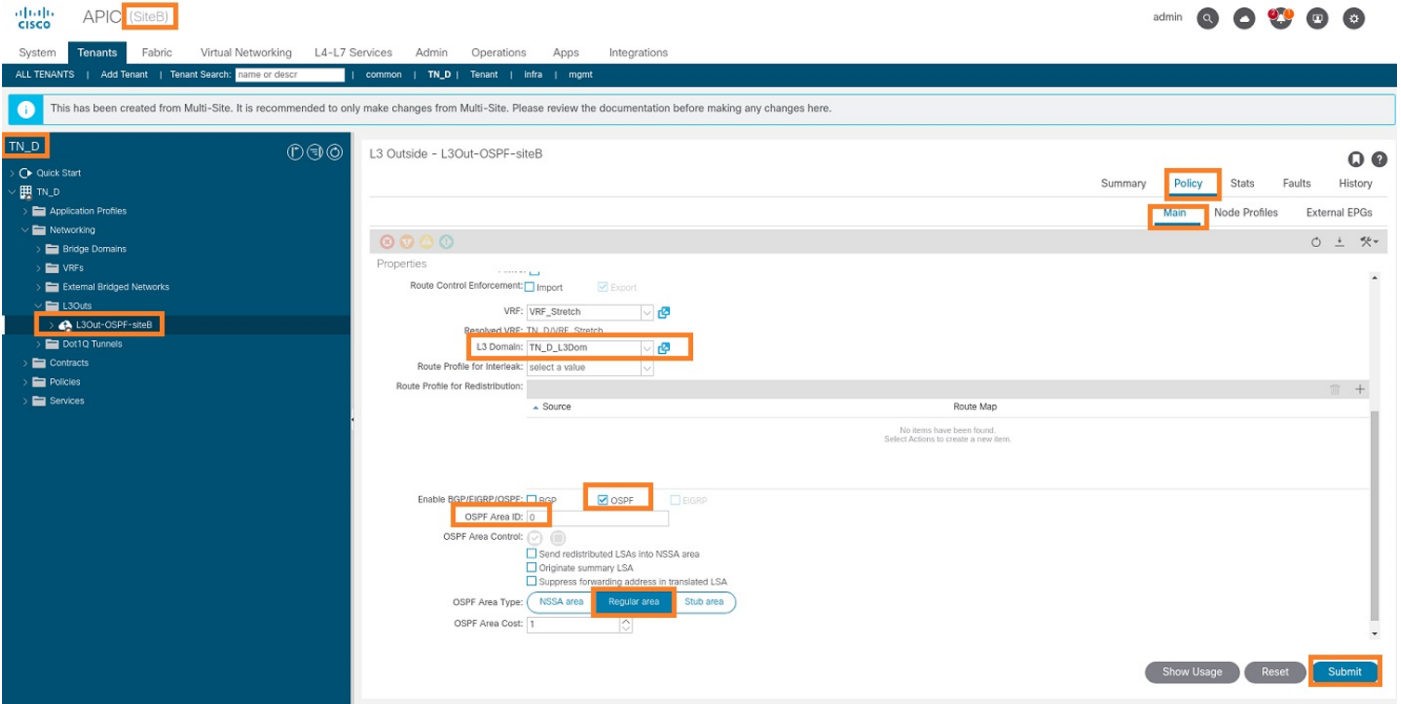 CISCO APIC (SiteB) admin
System Tenants Fabric Virtual Networking L4-L7 Services Admin Operations Apps Integrations
ALL TENANTS | Add Tenant | Tenant Search: name or descr | common | TN_D | Tenant | infra | mgmt
This has been created from Multi-Site. It is recommended to only make changes from Multi-Site. Please review the documentation before making any changes here.
TN_D
Quick Start
TN_D
Application Profiles
Networking
Bridge Domains
VRFs
External Bridged Networks
L3Outs
L3Out-OSPF-siteB
Dot1Q Tunnels
Contracts
Policies
Services
L3 Outside - L3Out-OSPF-siteB
Summary Policy Stats Faults History
Main Node Profiles External EPGs
Properties
Route Control Enforcement: Import Export
VRF: VRF_Stretch
Resolved VRF: TN_D/VRF_Stretch
L3 Domain: TN_D_L3Dom
Route Profile for Interleak: select a value
Route Profile for Redistribution:
Source Route Map
No items have been found.
Select Actions to create a new item.
Enable BGP/EIGRP/OSPF: BGP OSPF EIGRP
OSPF Area ID: 0
OSPF Area Control:
Send redistributed LSAs into NSSA area
Originate summary LSA
Suppress forwarding address in translated LSA
OSPF Area Type: NSSA area Regular area Stub area
OSPF Area Cost: 1
Show Usage Reset Submit